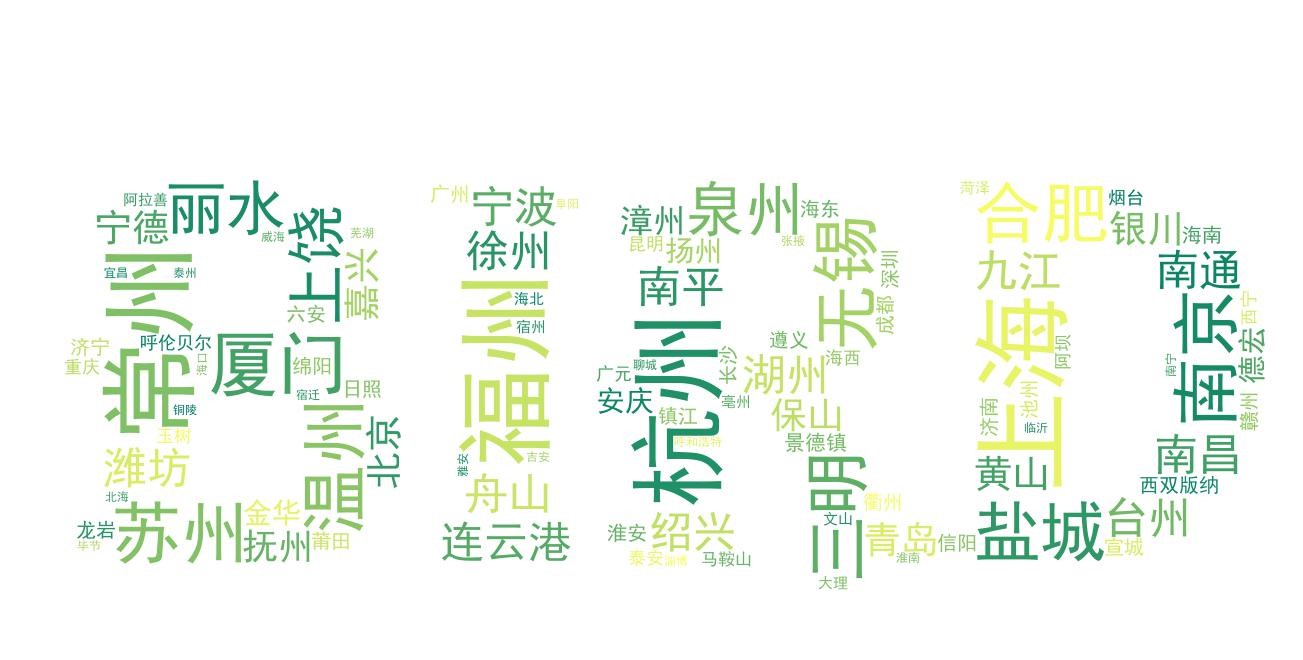 阿拉善
丽水
宁德
威海
上饶
芜湖
宜昌
泰州
常州
嘉兴
六安
呼伦贝尔
厦门
济宁
重庆
海口
绵阳
日照
宿迁
铜陵
玉树
温州
北京
潍坊
北海
苏州
金华
龙岩
毕节
抚州
莆田
广州
宁波
阜阳
徐州
福州
海北
宿州
雅安
吉安
舟山
连云港
泉州
漳州
海东
昆明
扬州
张掖
无锡
深圳
南平
成都
杭州
遵义
海西
长沙
聊城
广元
湖州
安庆
亳州
镇江
保山
呼和浩特
景德镇
三明
衢州
文山
淮安
绍兴
青岛
信阳
泰安
淄博
马鞍山
淮南
大理
菏泽
合肥
烟台
银川
海南
九江
南通
上海
南京
西宁
阿坝
德宏
南宁
池州
济南
赣州
临沂
黄山
南昌
西双版纳
盐城
台州
宣城